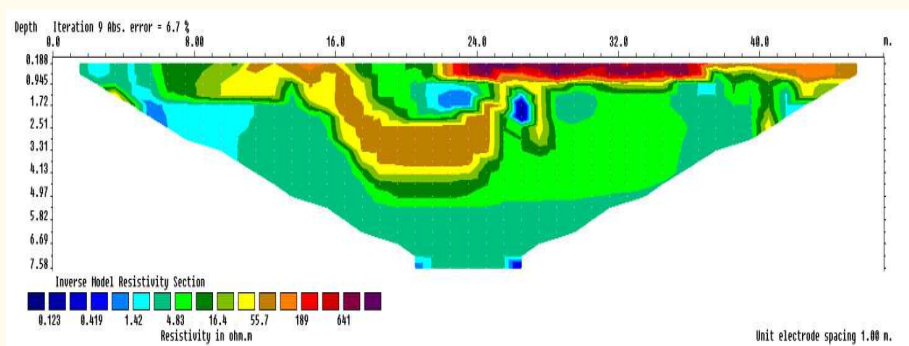 Depth Iteration 9 Abs. error = 6.7 %
0.0 8.00 16.0 24.0 32.0 40.0 m.
0.180
0.945
1.72
2.51
3.31
4.13
4.97
5.82
6.69
7.58
Inverse Model Resistivity Section
0.123 0.419 1.42 4.83 16.4 55.7 189 641
Resistivity in ohm.m
Unit electrode spacing 1.00 m.